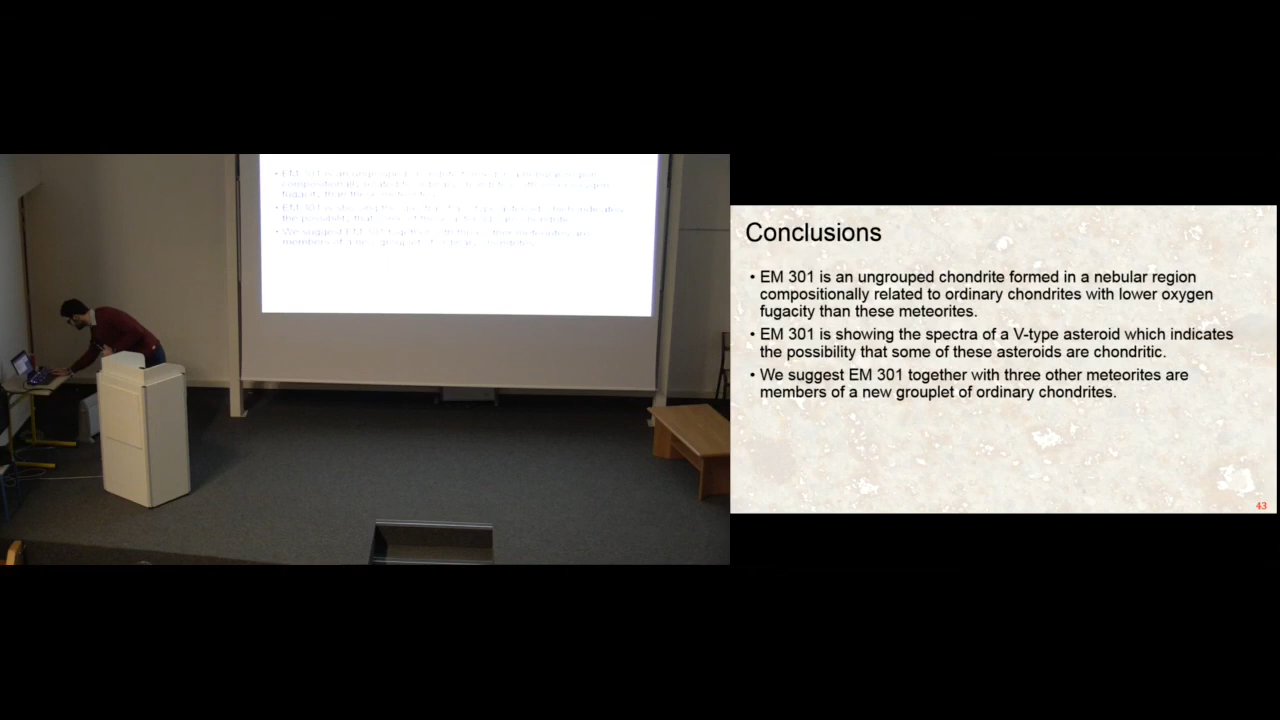 Conclusions
• EM 301 is an ungrouped chondrite formed in a nebular region
compositionally related to ordinary chondrites with lower oxygen
fugacity than these meteorites.
• EM 301 is showing the spectra of a V-type asteroid which indicates
the possibility that some of these asteroids are chondritic.
• We suggest EM 301 together with three other meteorites are
members of a new grouplet of ordinary chondrites.
43